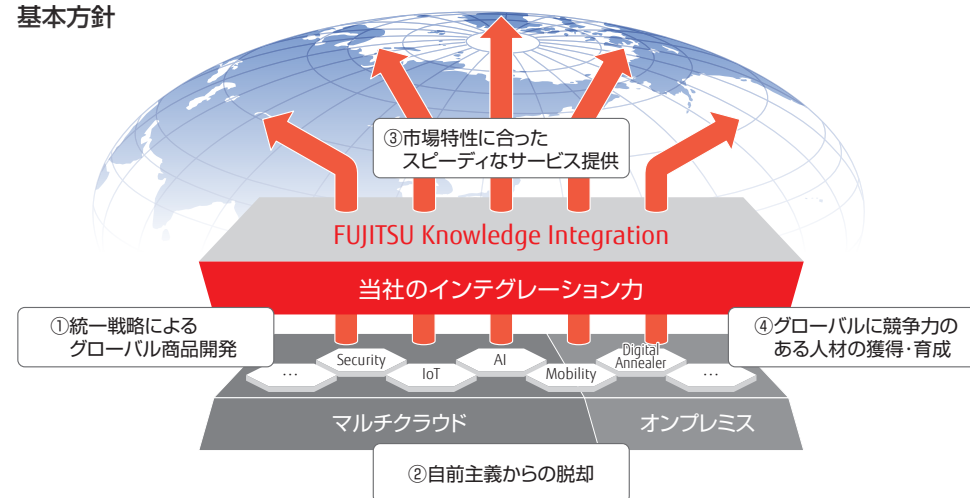 基本方針
③市場特性に合った
スピーディなサービス提供
FUJITSU Knowledge Integration
当社のインテグレーション力
①統一戦略による
グローバル商品開発
④グローバルに競争力の
ある人材の獲得・育成
…
Security
IoT
AI
Mobility
Digital
Annealer
…
マルチクラウド
オンプレミス
②自前主義からの脱却